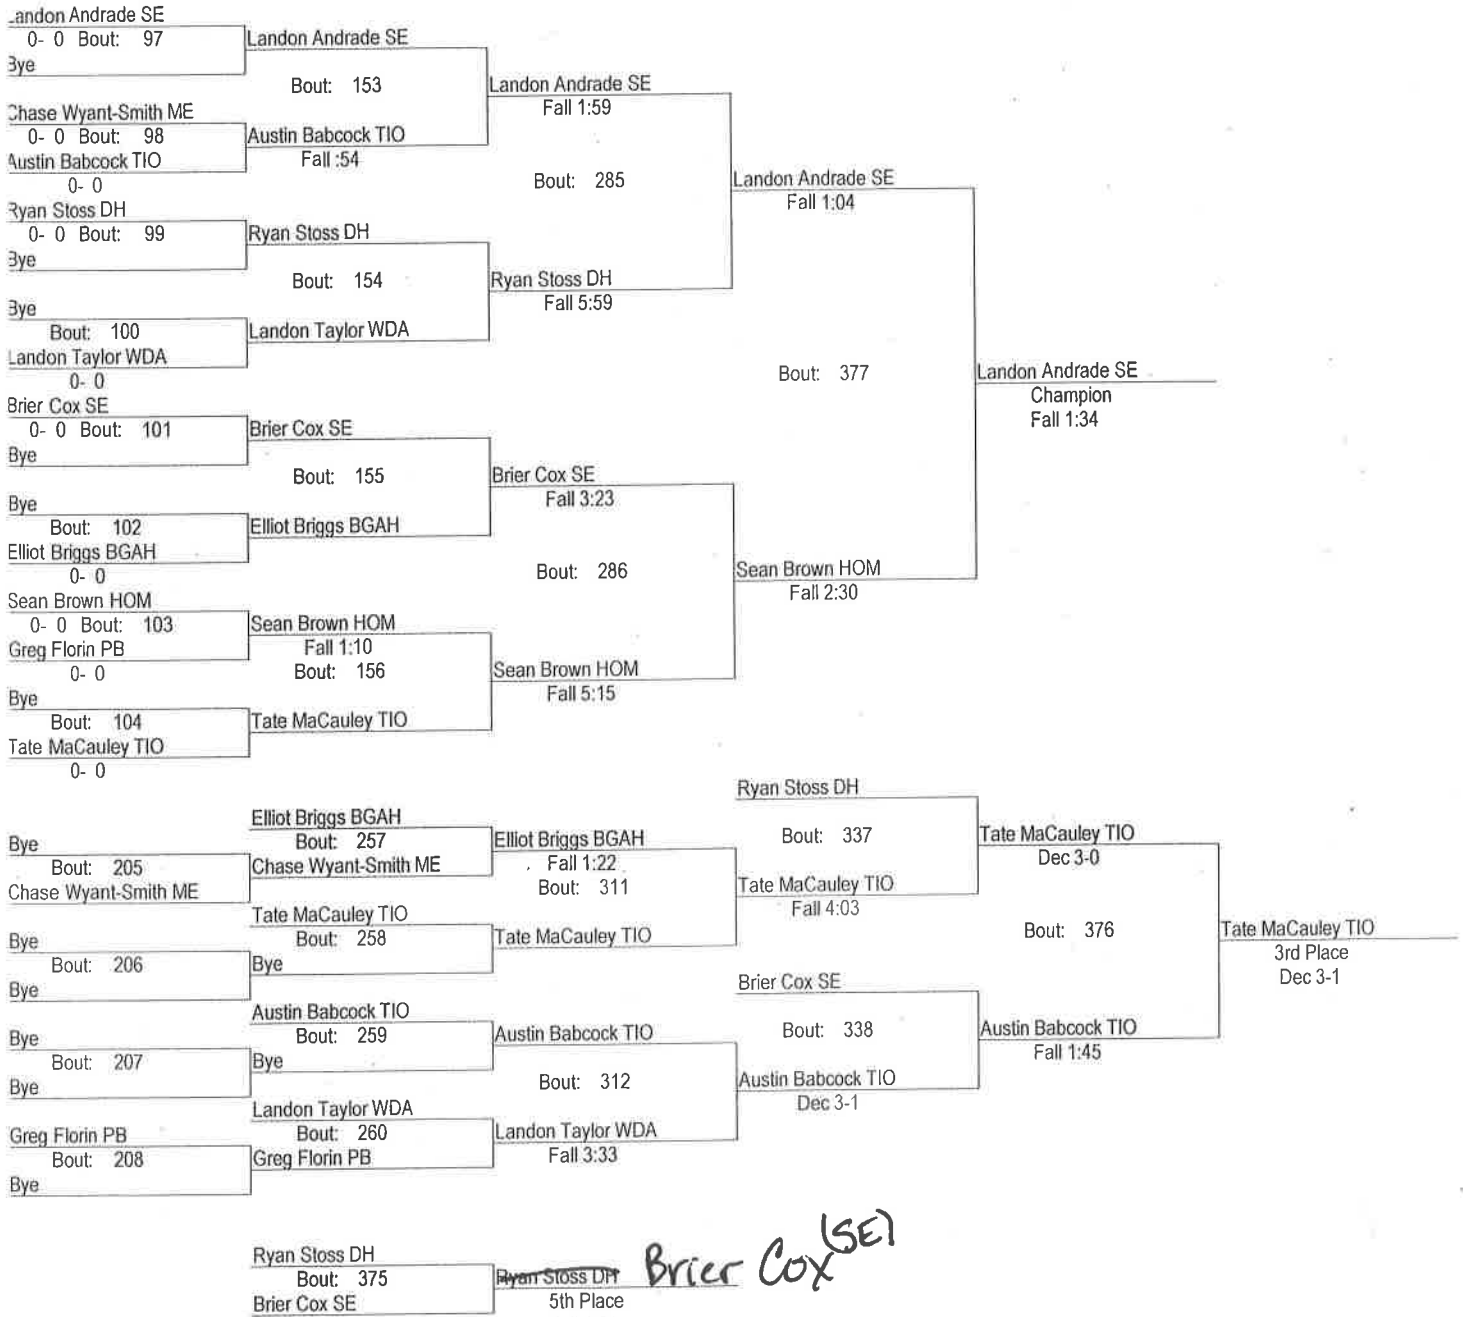 Landon Andrade SE
0- 0 Bout: 97
Bye
Landon Andrade SE
Bout: 153
Chase Wyant-Smith ME
0- 0 Bout: 98
Austin Babcock TIO
0- 0
Austin Babcock TIO
Fall :54
Landon Andrade SE
Fall 1:59
Bout: 285
Ryan Stoss DH
0- 0 Bout: 99
Bye
Ryan Stoss DH
Bout: 154
Bye
Bout: 100
Landon Taylor WDA
0- 0
Landon Taylor WDA
Ryan Stoss DH
Fall 5:59
Landon Andrade SE
Fall 1:04
Bout: 377
Brier Cox SE
0- 0 Bout: 101
Bye
Brier Cox SE
Bout: 155
Bye
Bout: 102
Elliot Briggs BGAH
0- 0
Elliot Briggs BGAH
Brier Cox SE
Fall 3:23
Bout: 286
Sean Brown HOM
0- 0 Bout: 103
Greg Florin PB
0- 0
Sean Brown HOM
Fall 1:10
Bout: 156
Bye
Bout: 104
Tate MaCauley TIO
0- 0
Tate MaCauley TIO
Sean Brown HOM
Fall 5:15
Sean Brown HOM
Fall 2:30
Landon Andrade SE
Champion
Fall 1:34
Bye
Bout: 205
Chase Wyant-Smith ME
Elliot Briggs BGAH
Bout: 257
Chase Wyant-Smith ME
Elliot Briggs BGAH
Fall 1:22
Bout: 311
Bye
Bout: 206
Bye
Tate MaCauley TIO
Bout: 258
Bye
Tate MaCauley TIO
Ryan Stoss DH
Bout: 337
Tate MaCauley TIO
Fall 4:03
Tate MaCauley TIO
Dec 3-0
Bout: 376
Bye
Bout: 207
Bye
Austin Babcock TIO
Bout: 259
Bye
Austin Babcock TIO
Bout: 312
Greg Florin PB
Bout: 208
Bye
Landon Taylor WDA
Bout: 260
Greg Florin PB
Landon Taylor WDA
Fall 3:33
Brier Cox SE
Bout: 338
Austin Babcock TIO
Dec 3-1
Austin Babcock TIO
Fall 1:45
Tate MaCauley TIO
3rd Place
Dec 3-1
Ryan Stoss DH
Bout: 375
Brier Cox SE
Ryan Stoss DH Brier Cox (SE)
5th Place